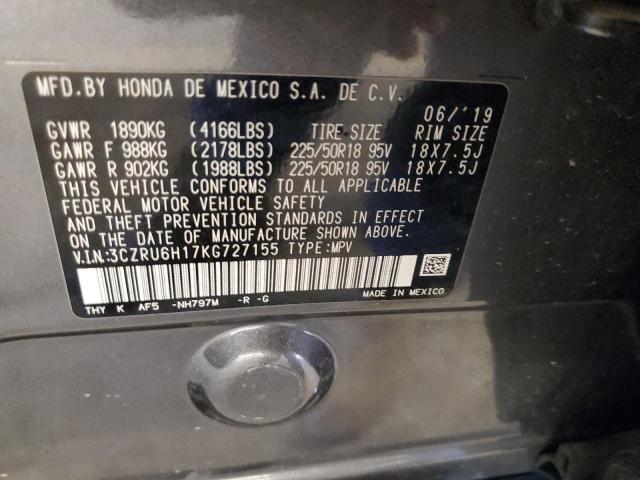 MFD.BY HONDA DE MEXICO S.A. DE C.V.
06/'19
GVWR 1890KG (4166LBS) TIRE-SIZE RIM SIZE
GAWR F 988KG (2178LBS) 225/50R18 95V 18X7.5J
GAWR R 902KG (1988LBS) 225/50R18 95V 18X7.5J
THIS VEHICLE CONFORMS TO ALL APPLICABLE
FEDERAL MOTOR VEHICLE SAFETY
AND THEFT PREVENTION STANDARDS IN EFFECT
ON THE DATE OF MANUFACTURE SHOWN ABOVE.
V.I.N:3CZRU6H17KG727155 TYPE:MPV
THY K AF5 -NH797M -R -G
MADE IN MEXICO